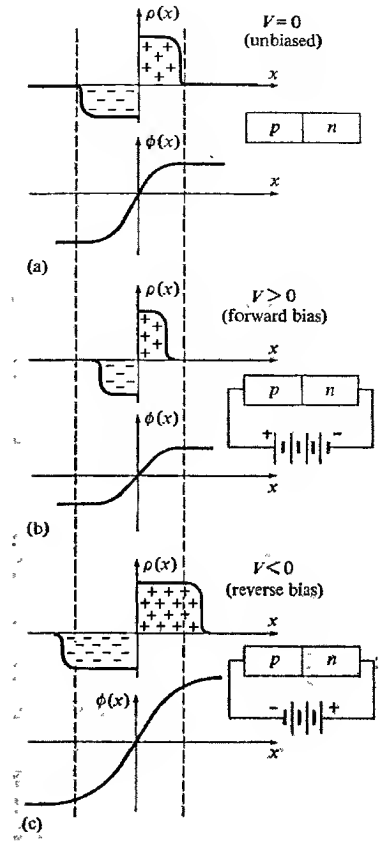 ρ(x)
V = 0
(unbiased)
+ + + + + + +
x
– – – – – – –
p n
ϕ(x)
x
(a)
ρ(x)
V > 0
(forward bias)
+ + + + +
x
– – – – –
p n
+ –
ϕ(x)
x
(b)
ρ(x)
V < 0
(reverse bias)
+ + + + + + + + + + + +
x
– – – – – – – –
p n
– +
ϕ(x)
x
(c)